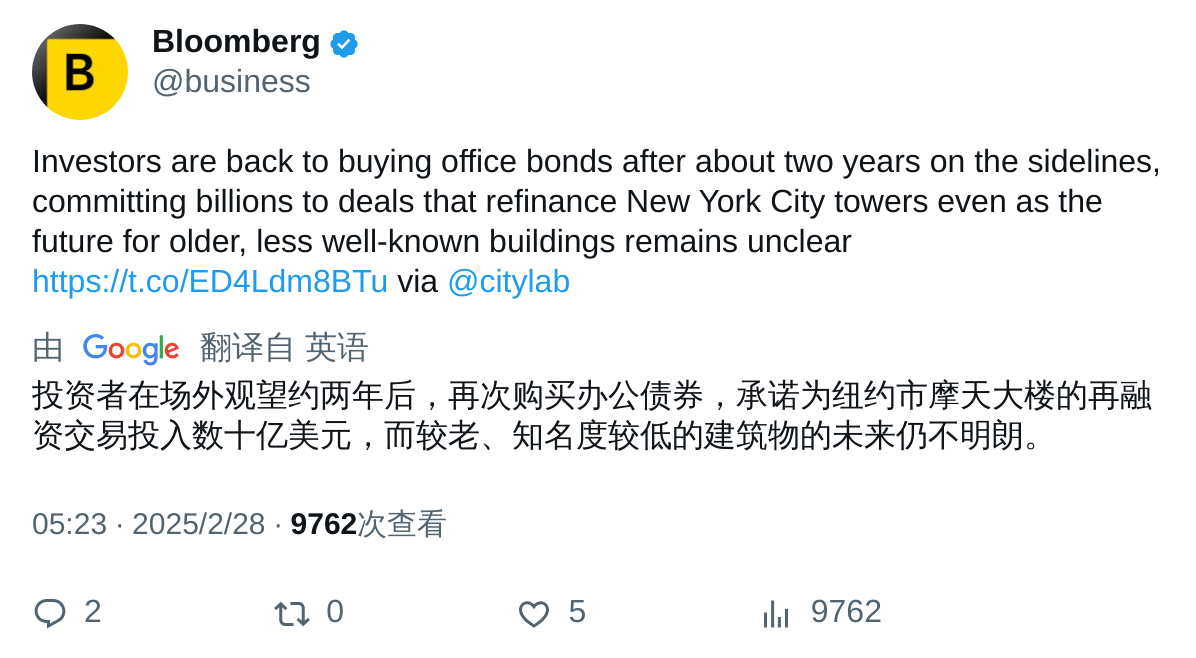 B
Bloomberg
@business
Investors are back to buying office bonds after about two years on the sidelines,
committing billions to deals that refinance New York City towers even as the
future for older, less well-known buildings remains unclear
https://t.co/ED4Ldm8BTu via @citylab
由 Google 翻译自 英语
投资者在场外观望约两年后，再次购买办公债券，承诺为纽约市摩天大楼的再融
资交易投入数十亿美元，而较老、知名度较低的建筑物的未来仍不明朗。
05:23 · 2025/2/28 · 9762次查看
2 0 5 9762